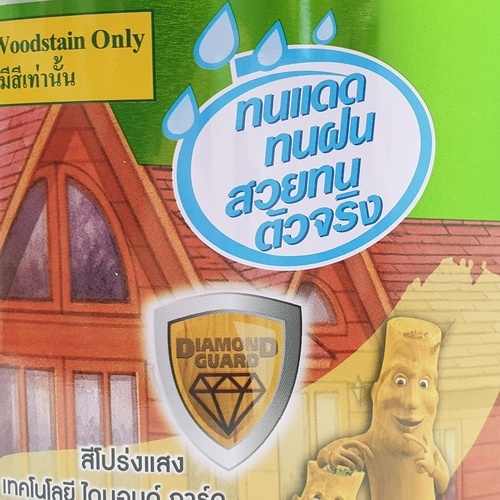 Woodstain Only
มีสีเท่านั้น
ทนแดด
ทนฝน
สวยทน
ตัวจริง
DIAMOND
GUARD
สีโปร่งแสง
เทคโนโลยี ไดมอนด์ การ์ด